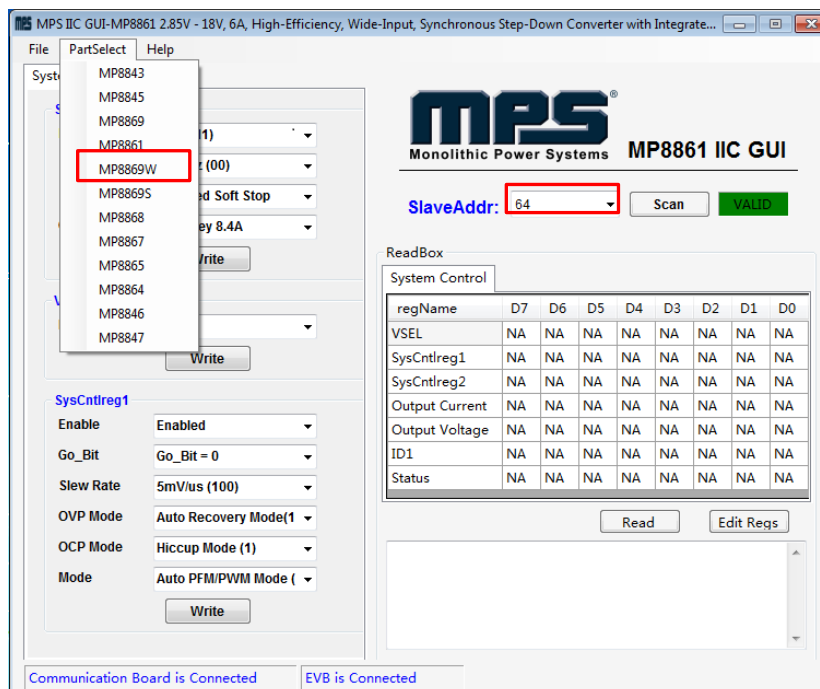 MPS IIC GUI-MP8861 2.85V - 18V, 6A, High-Efficiency, Wide-Input, Synchronous Step-Down Converter with Integrate...
File PartSelect Help
Syst
MP8843
MP8845
MP8869
MP8861
MP8869W
MP8869S
MP8868
MP8867
MP8865
MP8864
MP8846
MP8847
S
(1)
z (00)
ed Soft Stop
ey 8.4A
Write
V
Write
SysCntlreg1
Enable Enabled
Go_Bit Go_Bit = 0
Slew Rate 5mV/us (100)
OVP Mode Auto Recovery Mode(1
OCP Mode Hiccup Mode (1)
Mode Auto PFM/PWM Mode (
Write
MPS®
Monolithic Power Systems MP8861 IIC GUI
SlaveAddr: 64 Scan VALID
ReadBox
System Control
regName D7 D6 D5 D4 D3 D2 D1 D0
VSEL NA NA NA NA NA NA NA NA
SysCntlreg1 NA NA NA NA NA NA NA NA
SysCntlreg2 NA NA NA NA NA NA NA NA
Output Current NA NA NA NA NA NA NA NA
Output Voltage NA NA NA NA NA NA NA NA
ID1 NA NA NA NA NA NA NA NA
Status NA NA NA NA NA NA NA NA
Read Edit Regs
Communication Board is Connected EVB is Connected